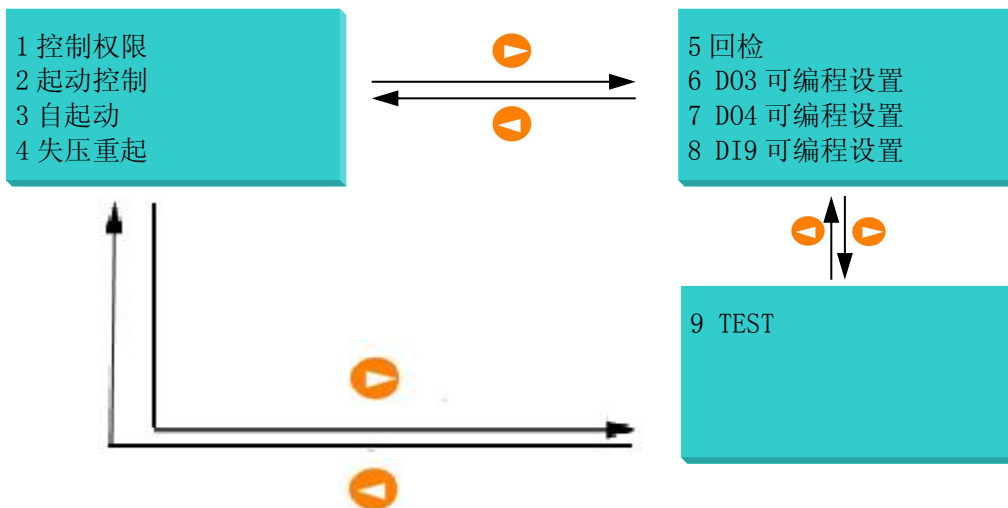 1 控制权限
2 起动控制
3 自起动
4 失压重起
5 回检
6 DO3 可编程设置
7 DO4 可编程设置
8 DI9 可编程设置
9 TEST